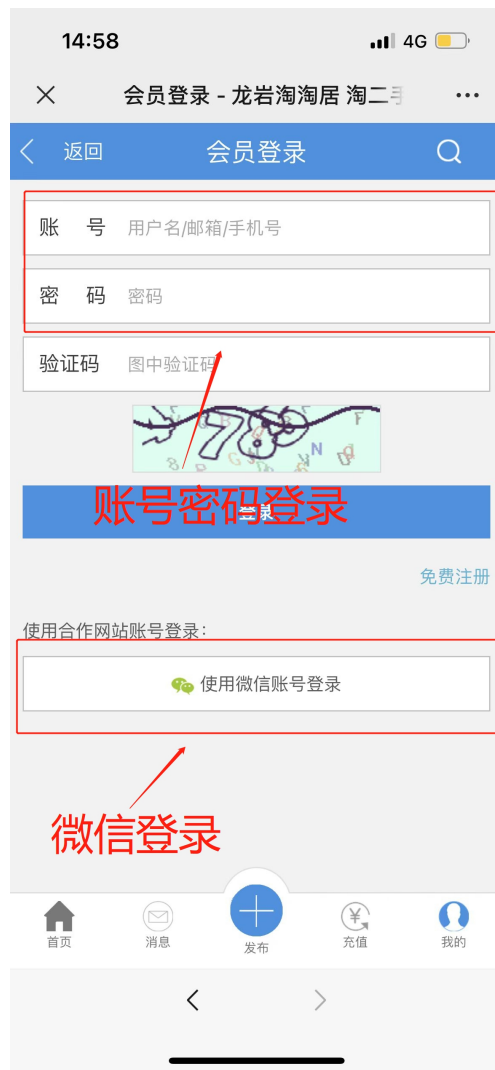 14:58 4G
会员登录 - 龙岩淘淘居 淘二手
返回 会员登录
账 号 用户名/邮箱/手机号
密 码 密码
验证码 图中验证码
登录
账号密码登录
免费注册
使用合作网站账号登录:
使用微信账号登录
微信登录
首页 消息 发布 充值 我的